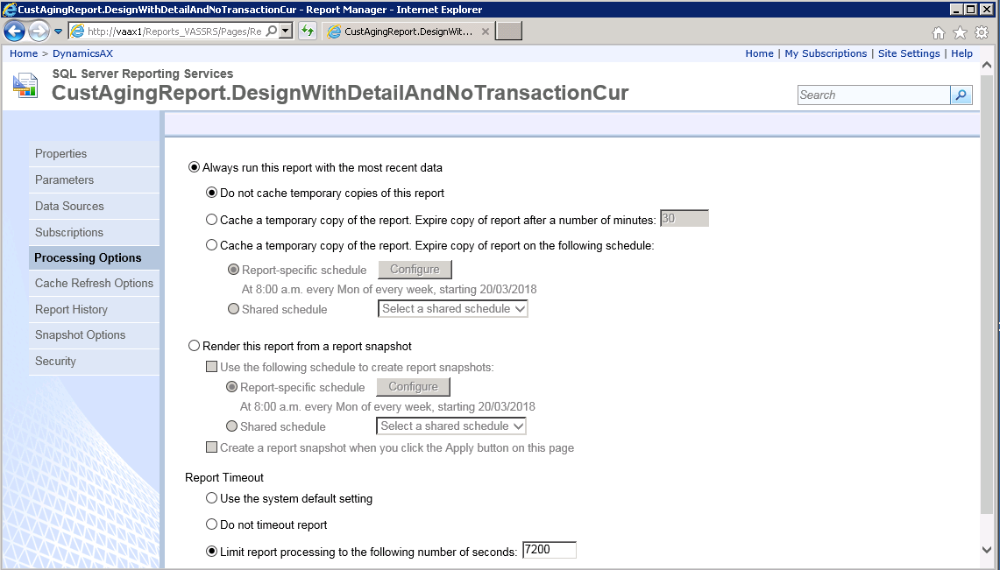 CustAgingReport.DesignWithDetailAndNoTransactionCur - Report Manager - Internet Explorer
http://vaax1/Reports_VASSRS/Pages/Re
CustAgingReport.DesignWit...
Home > DynamicsAX
Home | My Subscriptions | Site Settings | Help
SQL Server Reporting Services
CustAgingReport.DesignWithDetailAndNoTransactionCur
Search
Properties
Parameters
Data Sources
Subscriptions
Processing Options
Cache Refresh Options
Report History
Snapshot Options
Security
Always run this report with the most recent data
Do not cache temporary copies of this report
Cache a temporary copy of the report. Expire copy of report after a number of minutes: 30
Cache a temporary copy of the report. Expire copy of report on the following schedule:
Report-specific schedule Configure
At 8:00 a.m. every Mon of every week, starting 20/03/2018
Shared schedule Select a shared schedule
Render this report from a report snapshot
Use the following schedule to create report snapshots:
Report-specific schedule Configure
At 8:00 a.m. every Mon of every week, starting 20/03/2018
Shared schedule Select a shared schedule
Create a report snapshot when you click the Apply button on this page
Report Timeout
Use the system default setting
Do not timeout report
Limit report processing to the following number of seconds: 7200